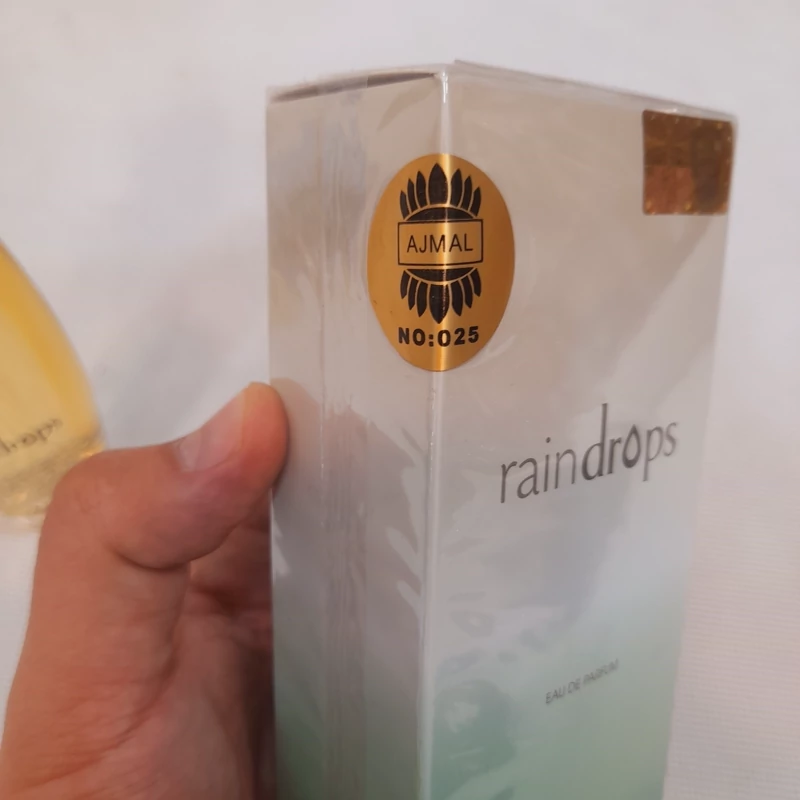 AJMAL
NO:025
raindrops
EAU DE PARFUM